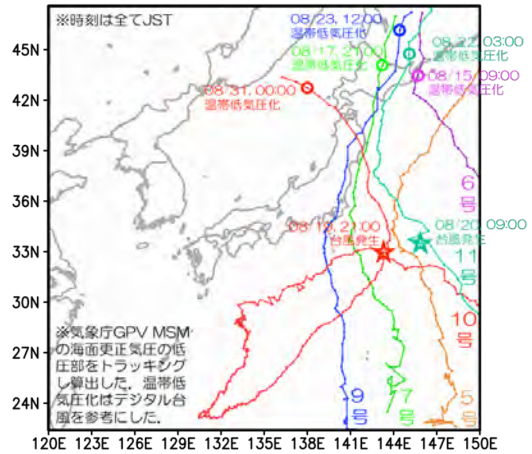 ※時刻は全てJST
08/23, 12:00
温帯低気圧化
08/22, 03:00
温帯低気圧化
08/17, 21:00
温帯低気圧化
08/15, 09:00
温帯低気圧化
08/31, 00:00
温帯低気圧化
6号
08/19, 21:00
台風発生
08/20, 09:00
台風発生
11号
10号
9号
7号
5号
※気象庁GPV MSM
の海面更正気圧の低
圧部をトラッキング
し算出した．温帯低
気圧化はデジタル台
風を参考にした．
45N
42N
39N
36N
33N
30N
27N
24N
120E 123E 126E 129E 132E 135E 138E 141E 144E 147E 150E